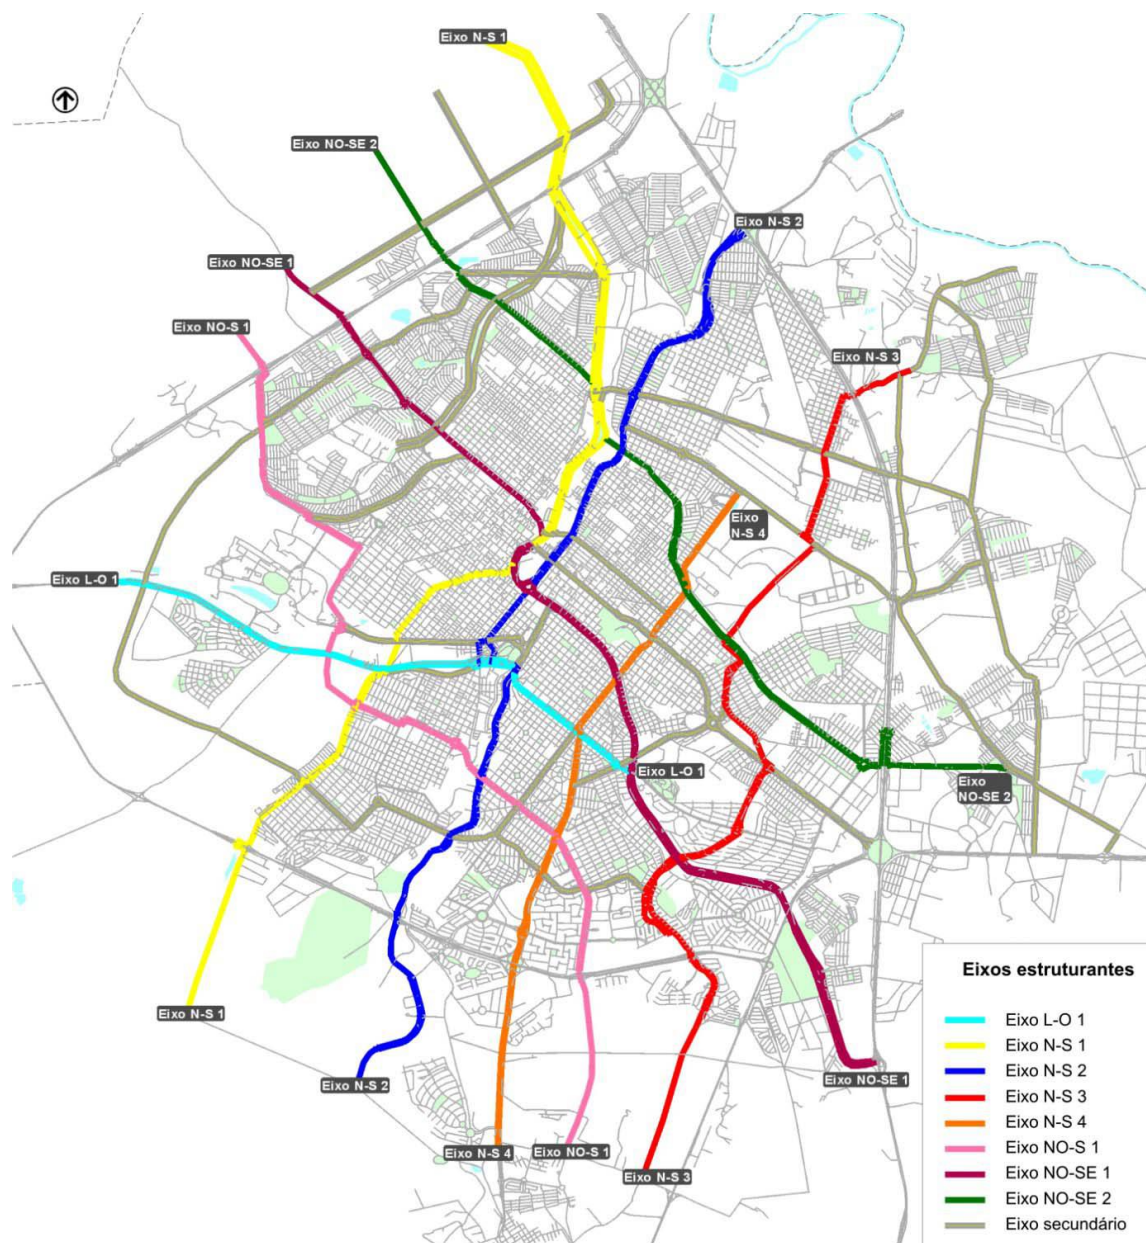 Eixo N-S 1
Eixo NO-SE 2
Eixo N-S 2
Eixo NO-SE 1
Eixo NO-S 1
Eixo N-S 3
Eixo
N-S 4
Eixo L-O 1
Eixo L-O 1
Eixo
NO-SE 2
Eixo N-S 1
Eixo N-S 2
Eixo NO-SE 1
Eixo N-S 4
Eixo NO-S 1
Eixo N-S 3
Eixos estruturantes
Eixo L-O 1
Eixo N-S 1
Eixo N-S 2
Eixo N-S 3
Eixo N-S 4
Eixo NO-S 1
Eixo NO-SE 1
Eixo NO-SE 2
Eixo secundário